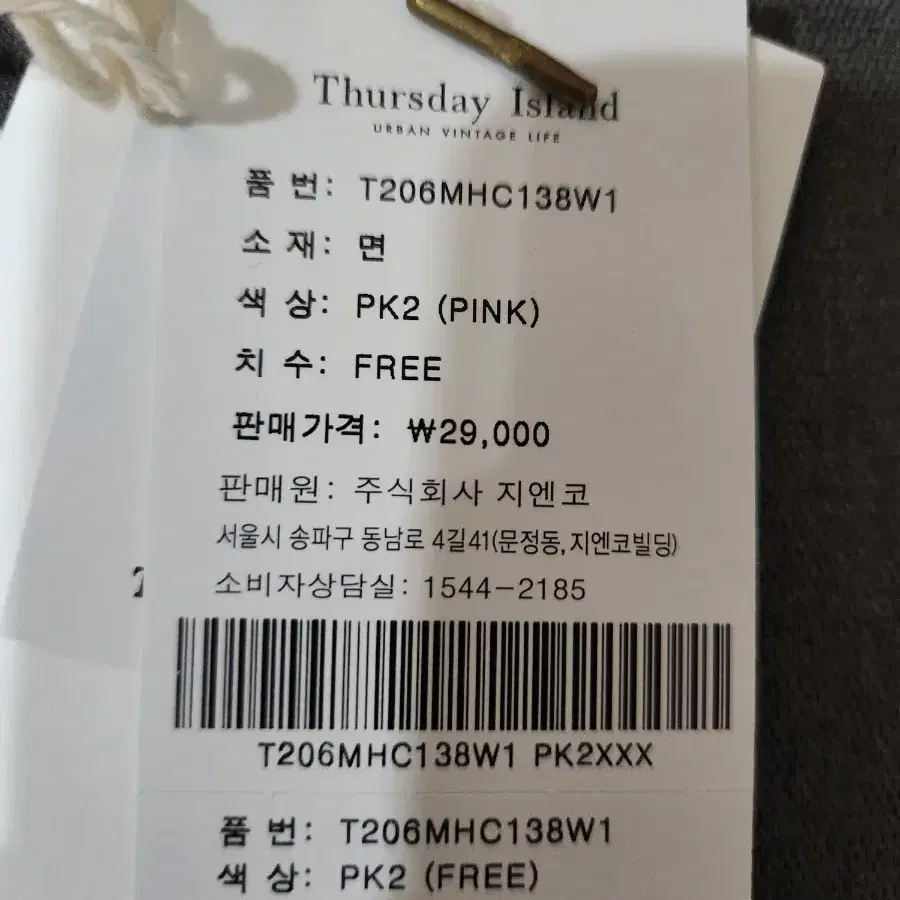 Thursday Island
URBAN VINTAGE LIFE
품 번: T206MHC138W1
소 재: 면
색 상: PK2 (PINK)
치 수: FREE
판매가격: ₩29,000
판매원: 주식회사 지엔코
서울시 송파구 동남로 4길41(문정동, 지엔코빌딩)
소비자상담실: 1544-2185
T206MHC138W1 PK2XXX
품 번: T206MHC138W1
색 상: PK2 (FREE)